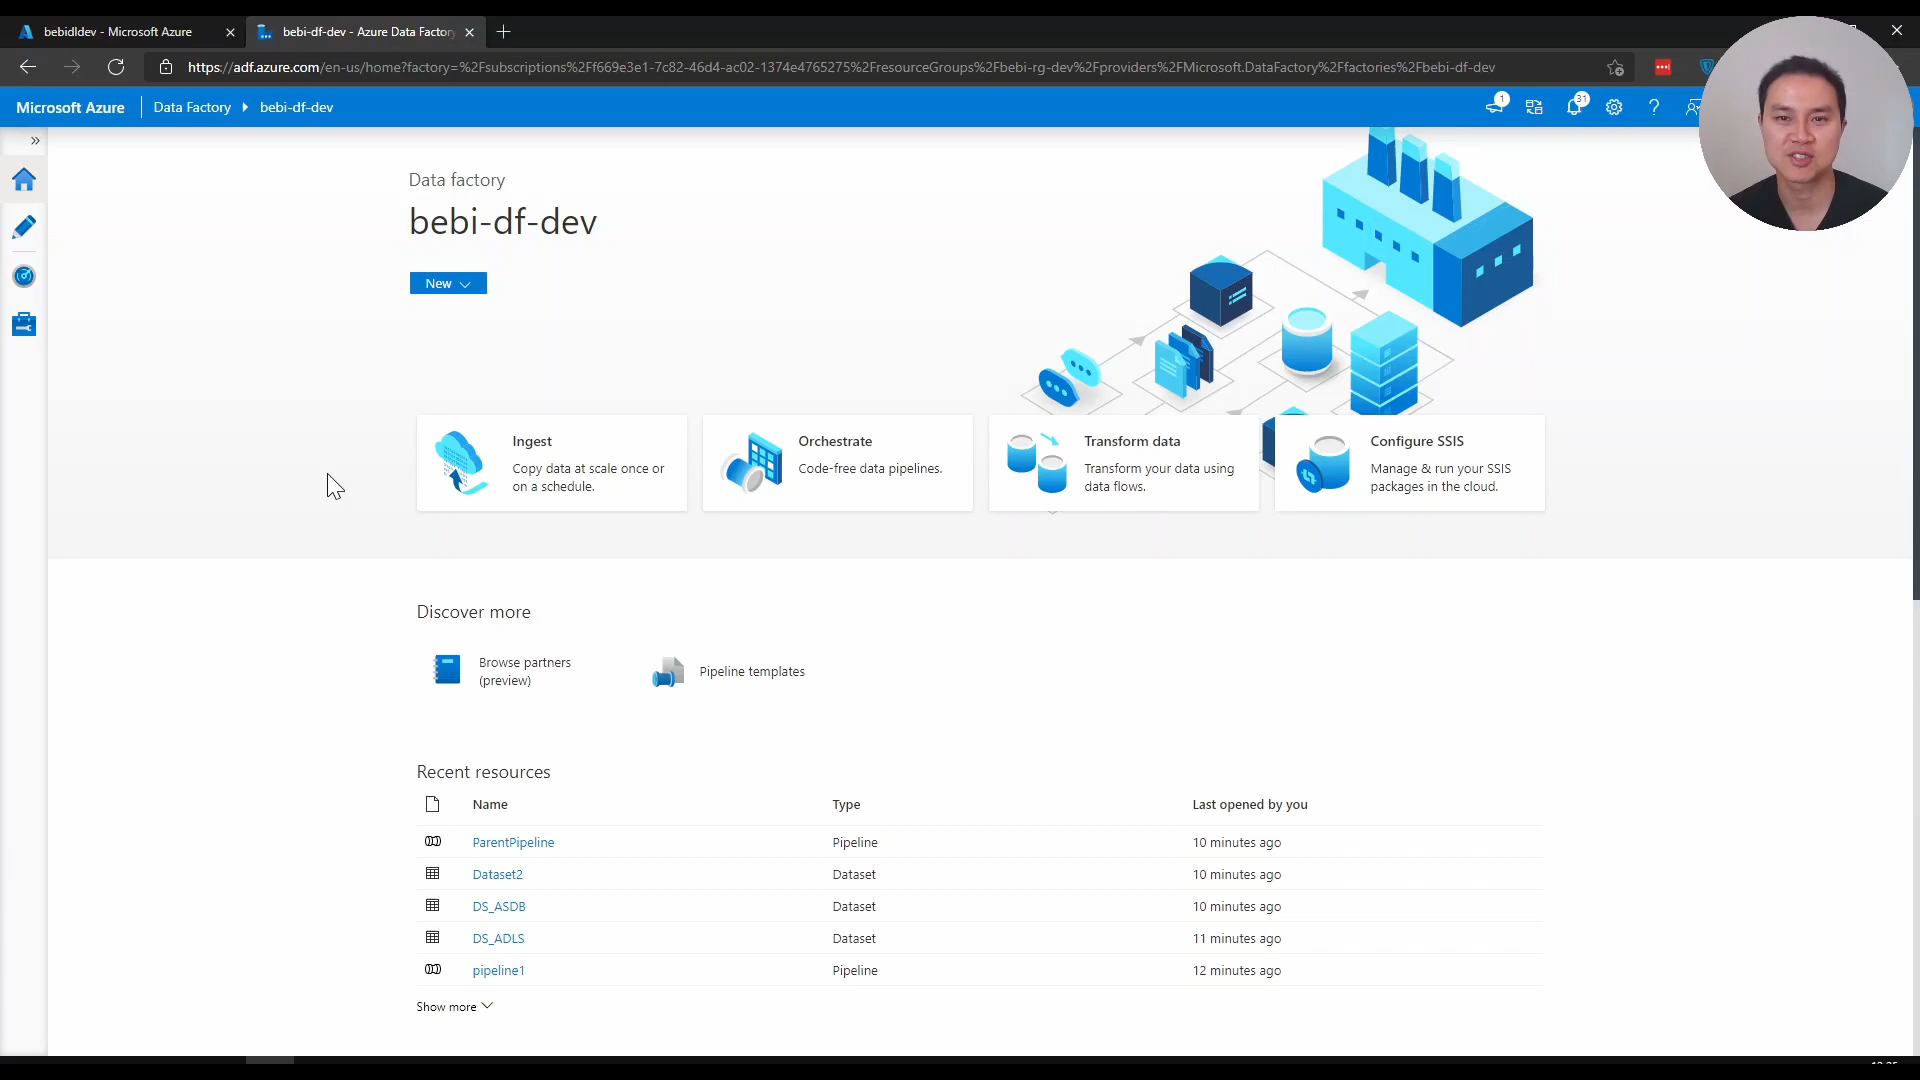 bebidldev - Microsoft Azure
bebi-df-dev - Azure Data Factory
https://adf.azure.com/en-us/home?factory=%2Fsubscriptions%2Ff669e3e1-7c82-46d4-ac02-1374e4765275%2FresourceGroups%2Fbebi-rg-dev%2Fproviders%2FMicrosoft.DataFactory%2Ffactories%2Fbebi-df-dev
Microsoft Azure
Data Factory
bebi-df-dev
1
31
Data factory
bebi-df-dev
New
Ingest
Copy data at scale once or
on a schedule.
Orchestrate
Code-free data pipelines.
Transform data
Transform your data using
data flows.
Configure SSIS
Manage & run your SSIS
packages in the cloud.
Discover more
Browse partners
(preview)
Pipeline templates
Recent resources
Name Type Last opened by you
ParentPipeline Pipeline 10 minutes ago
Dataset2 Dataset 10 minutes ago
DS_ASDB Dataset 10 minutes ago
DS_ADLS Dataset 11 minutes ago
pipeline1 Pipeline 12 minutes ago
Show more